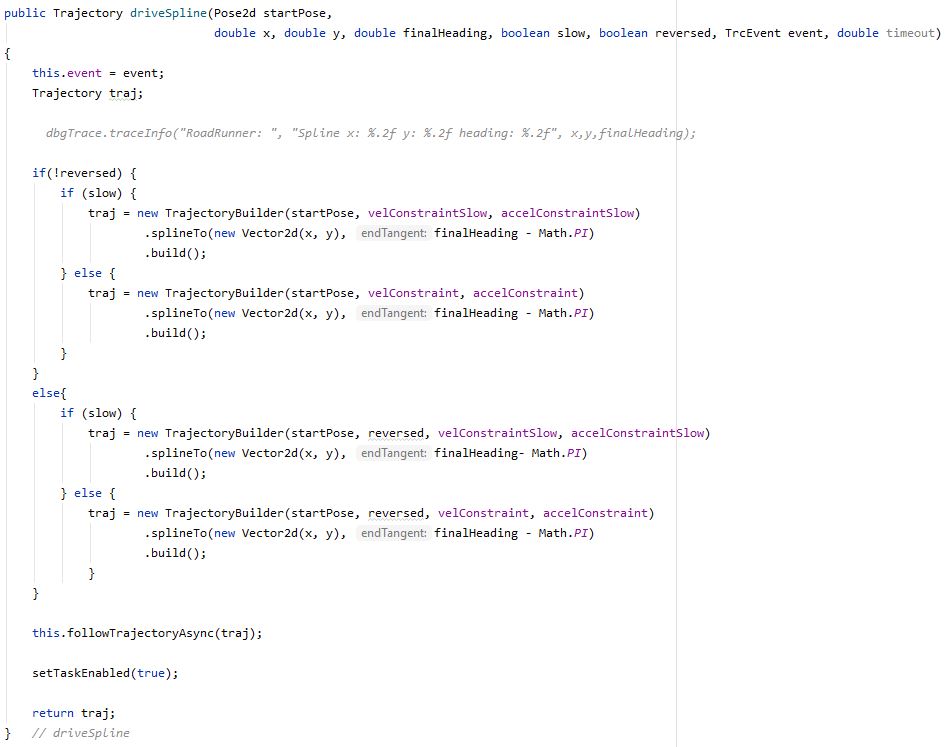 public Trajectory driveSpline(Pose2d startPose,
                              double x, double y, double finalHeading, boolean slow, boolean reversed, TrcEvent event, double timeout)
{
    this.event = event;
    Trajectory traj;

      dbgTrace.traceInfo("RoadRunner: ", "Spline x: %.2f y: %.2f heading: %.2f", x,y,finalHeading);

    if(!reversed) {
        if (slow) {
            traj = new TrajectoryBuilder(startPose, velConstraintSlow, accelConstraintSlow)
                    .splineTo(new Vector2d(x, y), endTangent: finalHeading - Math.PI)
                    .build();
        } else {
            traj = new TrajectoryBuilder(startPose, velConstraint, accelConstraint)
                    .splineTo(new Vector2d(x, y), endTangent: finalHeading - Math.PI)
                    .build();
        }
    }
    else{
        if (slow) {
            traj = new TrajectoryBuilder(startPose, reversed, velConstraintSlow, accelConstraintSlow)
                    .splineTo(new Vector2d(x, y), endTangent: finalHeading- Math.PI)
                    .build();
        } else {
            traj = new TrajectoryBuilder(startPose, reversed, velConstraint, accelConstraint)
                    .splineTo(new Vector2d(x, y), endTangent: finalHeading - Math.PI)
                    .build();
            }
    }

    this.followTrajectoryAsync(traj);

    setTaskEnabled(true);

    return traj;
}   // driveSpline